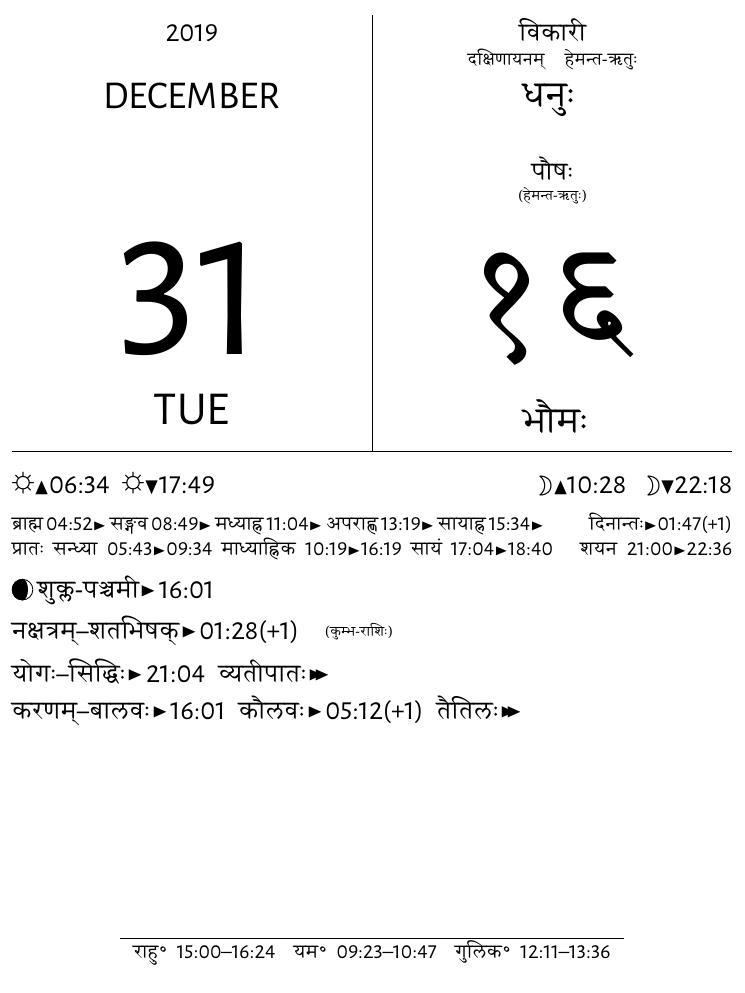 2019
DECEMBER
31
TUE
विकारी
दक्षिणायनम् हेमन्त-ऋतुः
धनुः
पौषः
(हेमन्त-ऋतुः)
१६
भौमः
☼▲06:34 ☼▼17:49 ☽▲10:28 ☽▼22:18
ब्राह्म 04:52► सङ्गव 08:49► मध्याह्न 11:04► अपराह्ण 13:19► सायाह्न 15:34► दिनान्तः►01:47(+1)
प्रातः सन्ध्या 05:43►09:34 माध्याह्निक 10:19►16:19 सायं 17:04►18:40 शयन 21:00►22:36
शुक्ल-पञ्चमी►16:01
नक्षत्रम्–शतभिषक्►01:28(+1) (कुम्भ-राशिः)
योगः–सिद्धिः►21:04 व्यतीपातः►►
करणम्–बालवः►16:01 कौलवः►05:12(+1) तैतिलः►►
राहु॰ 15:00–16:24 यम॰ 09:23–10:47 गुलिक॰ 12:11–13:36